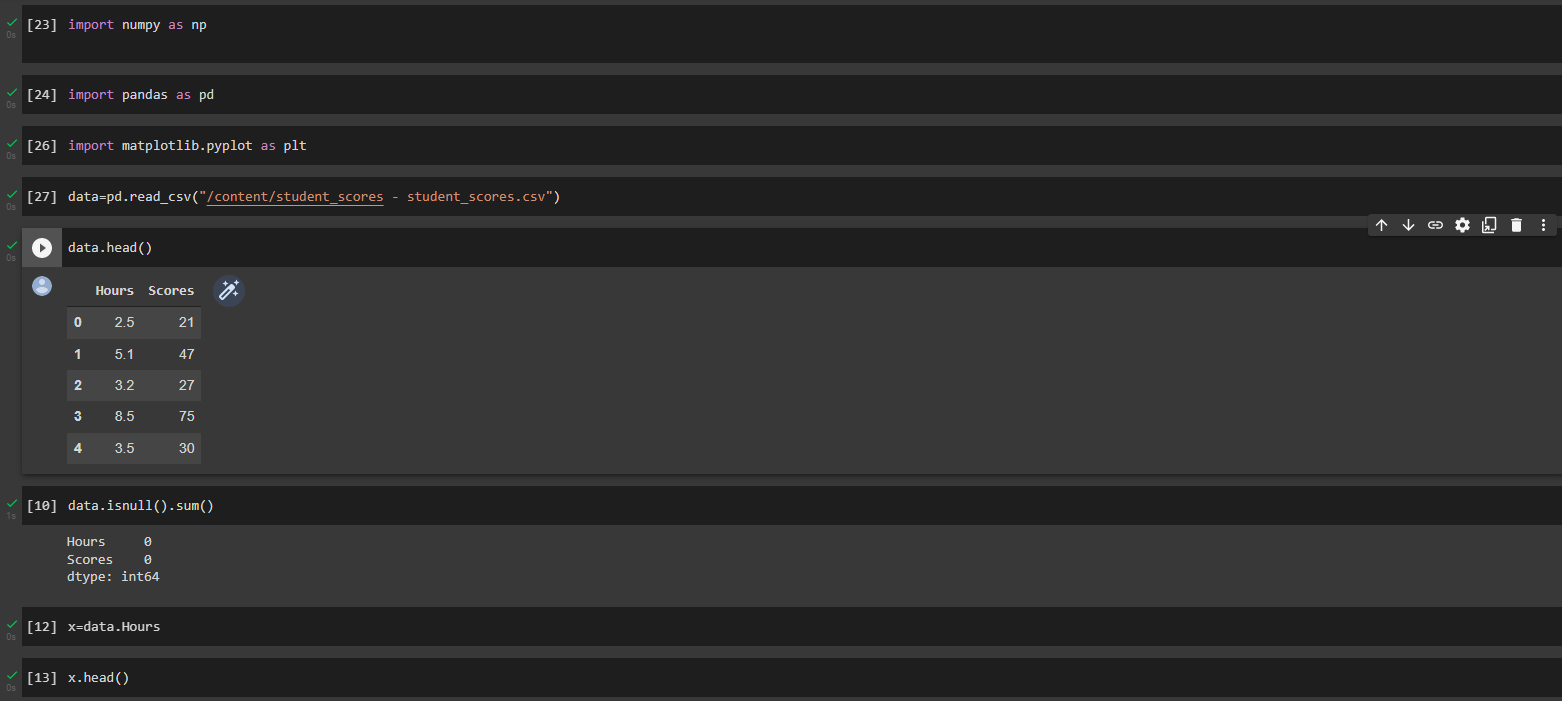 [23] import numpy as np
0s
[24] import pandas as pd
0s
[26] import matplotlib.pyplot as plt
0s
[27] data=pd.read_csv("/content/student_scores - student_scores.csv")
0s
data.head()
0s
Hours Scores
0 2.5 21
1 5.1 47
2 3.2 27
3 8.5 75
4 3.5 30
[10] data.isnull().sum()
1s
Hours 0
Scores 0
dtype: int64
[12] x=data.Hours
0s
[13] x.head()
0s